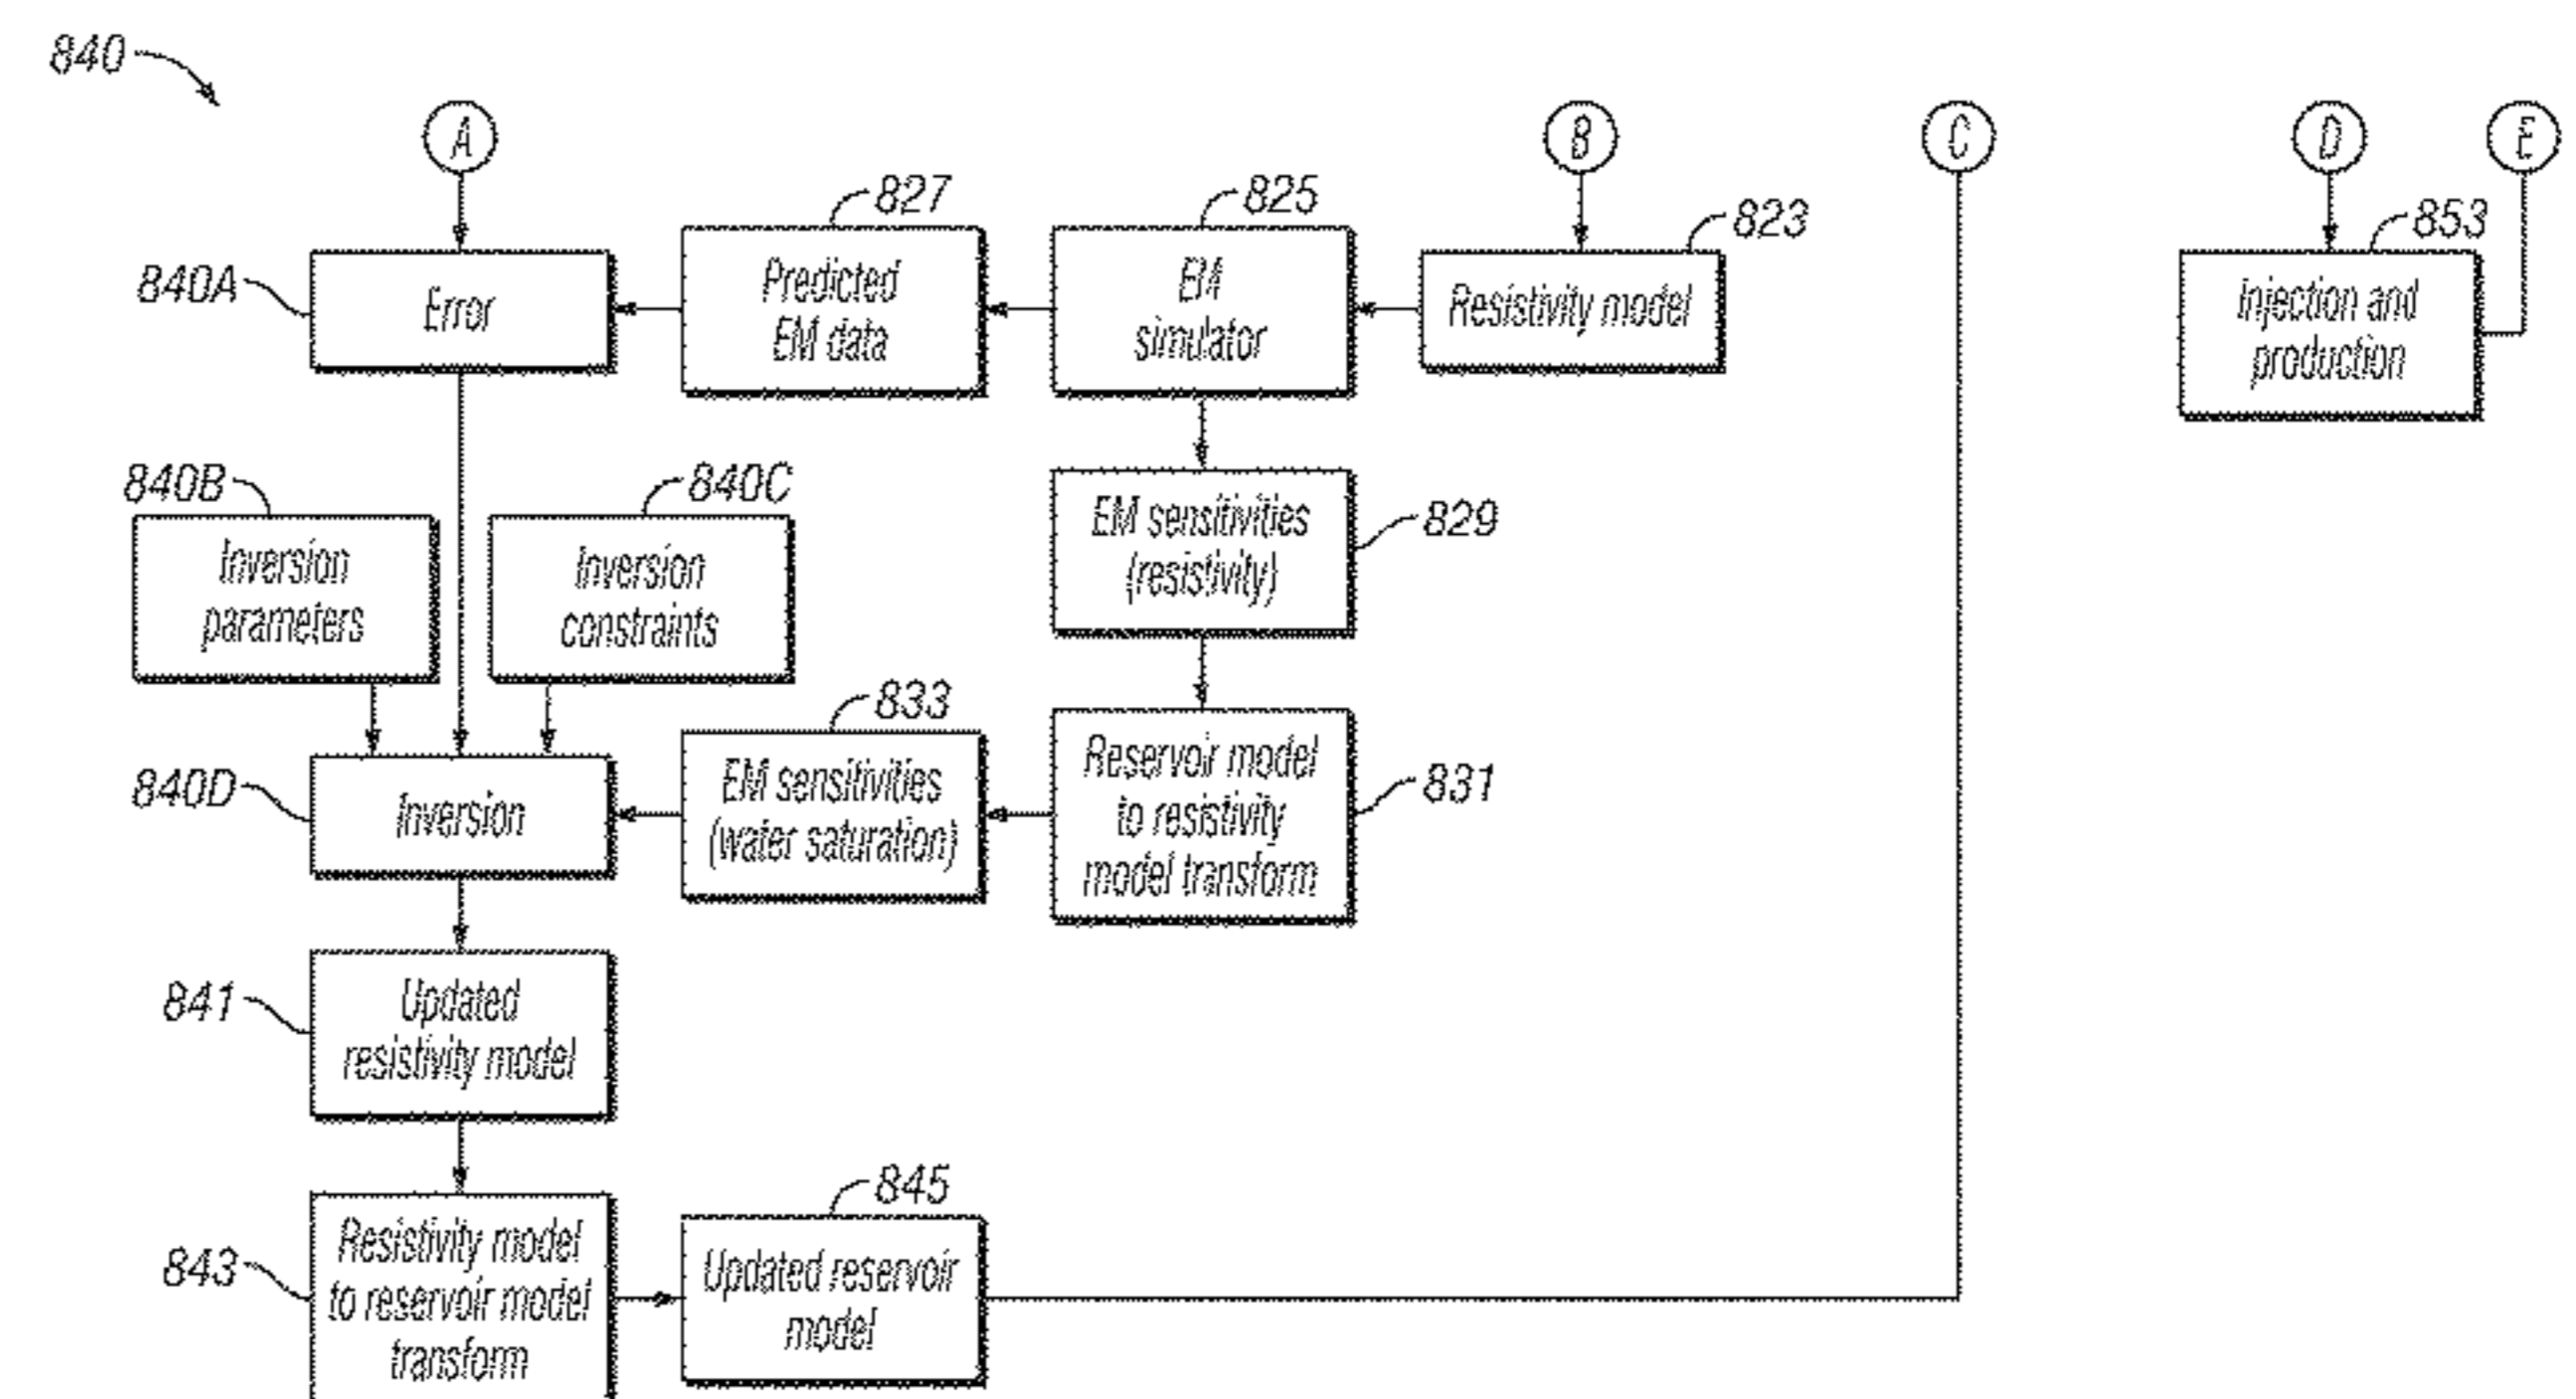 840
A
B
C
D
E
827
825
823
853
840A
Error
Predicted
EM data
EM
simulator
Resistivity model
Injection and
production
840B
840C
Inversion
parameters
Inversion
constraints
EM sensitivities
(resistivity)
829
833
840D
Inversion
EM sensitivities
(water saturation)
Reservoir model
to resistivity
model transform
831
841
Updated
resistivity model
845
843
Resistivity model
to reservoir model
transform
Updated reservoir
model